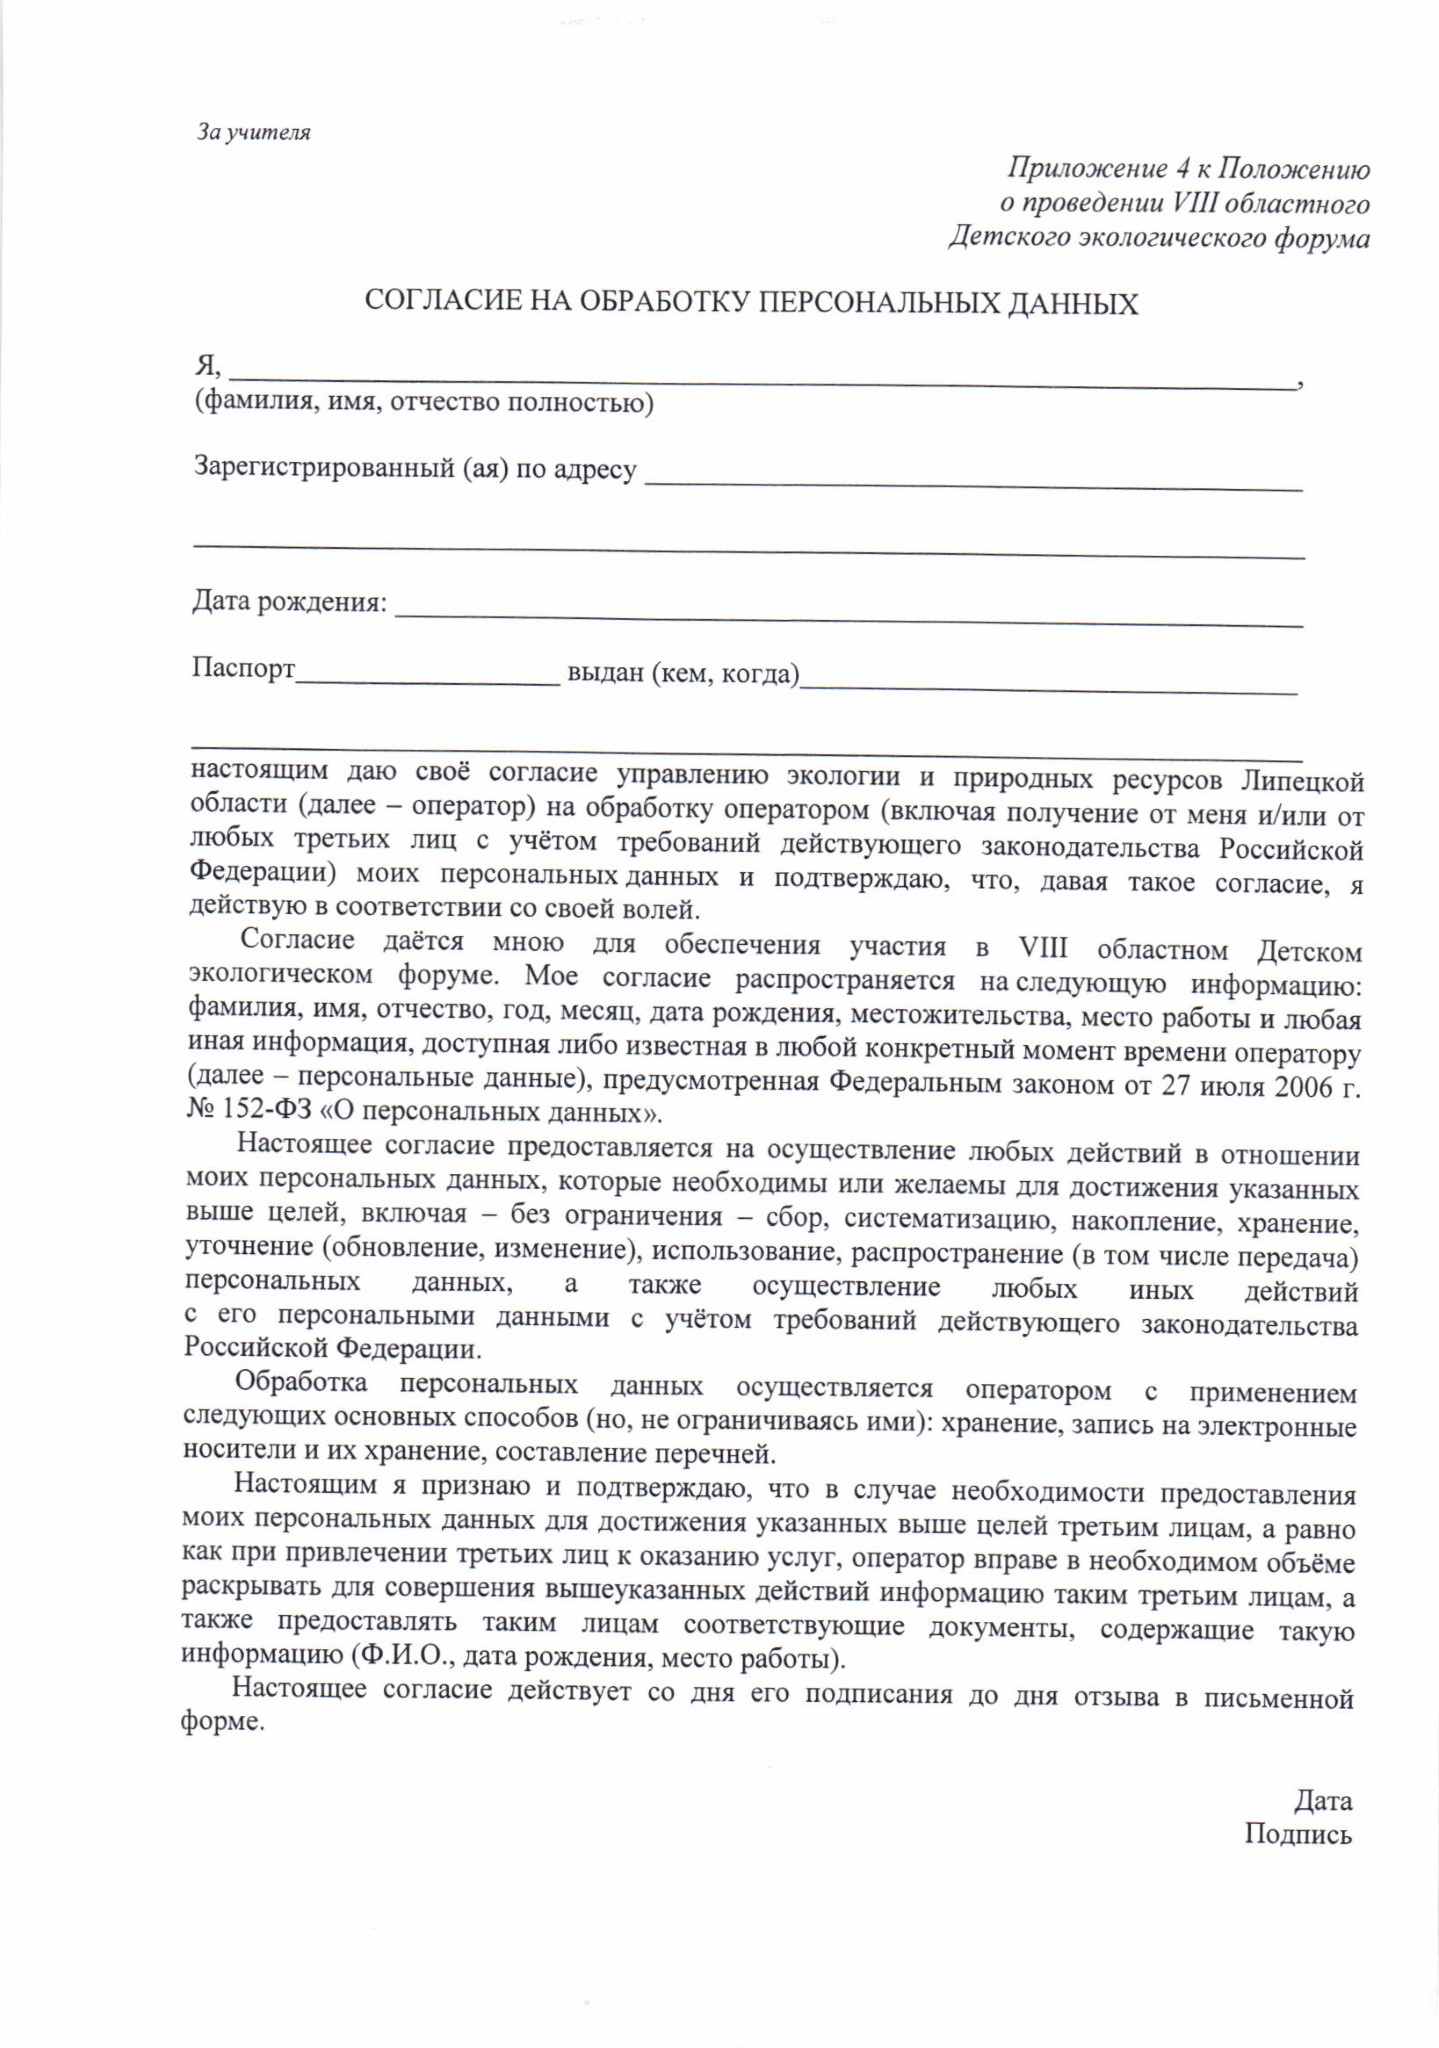 За учителя
Приложение 4 к Положению
о проведении VIII областного
Детского экологического форума
СОГЛАСИЕ НА ОБРАБОТКУ ПЕРСОНАЛЬНЫХ ДАННЫХ
Я, ______________________________________________,
(фамилия, имя, отчество полностью)
Зарегистрированный (ая) по адресу ______________________________
______________________________________________
Дата рождения: ______________________________
Паспорт__________________ выдан (кем, когда)______________________________
______________________________________________
настоящим даю своё согласие управлению экологии и природных ресурсов Липецкой
области (далее – оператор) на обработку оператором (включая получение от меня и/или от
любых третьих лиц с учётом требований действующего законодательства Российской
Федерации) моих персональных данных и подтверждаю, что, давая такое согласие, я
действую в соответствии со своей волей.
Согласие даётся мною для обеспечения участия в VIII областном Детском
экологическом форуме. Мое согласие распространяется на следующую информацию:
фамилия, имя, отчество, год, месяц, дата рождения, местожительства, место работы и любая
иная информация, доступная либо известная в любой конкретный момент времени оператору
(далее – персональные данные), предусмотренная Федеральным законом от 27 июля 2006 г.
№ 152-ФЗ «О персональных данных».
Настоящее согласие предоставляется на осуществление любых действий в отношении
моих персональных данных, которые необходимы или желаемы для достижения указанных
выше целей, включая – без ограничения – сбор, систематизацию, накопление, хранение,
уточнение (обновление, изменение), использование, распространение (в том числе передача)
персональных данных, а также осуществление любых иных действий
с его персональными данными с учётом требований действующего законодательства
Российской Федерации.
Обработка персональных данных осуществляется оператором с применением
следующих основных способов (но, не ограничиваясь ими): хранение, запись на электронные
носители и их хранение, составление перечней.
Настоящим я признаю и подтверждаю, что в случае необходимости предоставления
моих персональных данных для достижения указанных выше целей третьим лицам, а равно
как при привлечении третьих лиц к оказанию услуг, оператор вправе в необходимом объёме
раскрывать для совершения вышеуказанных действий информацию таким третьим лицам, а
также предоставлять таким лицам соответствующие документы, содержащие такую
информацию (Ф.И.О., дата рождения, место работы).
Настоящее согласие действует со дня его подписания до дня отзыва в письменной
форме.
Дата
Подпись